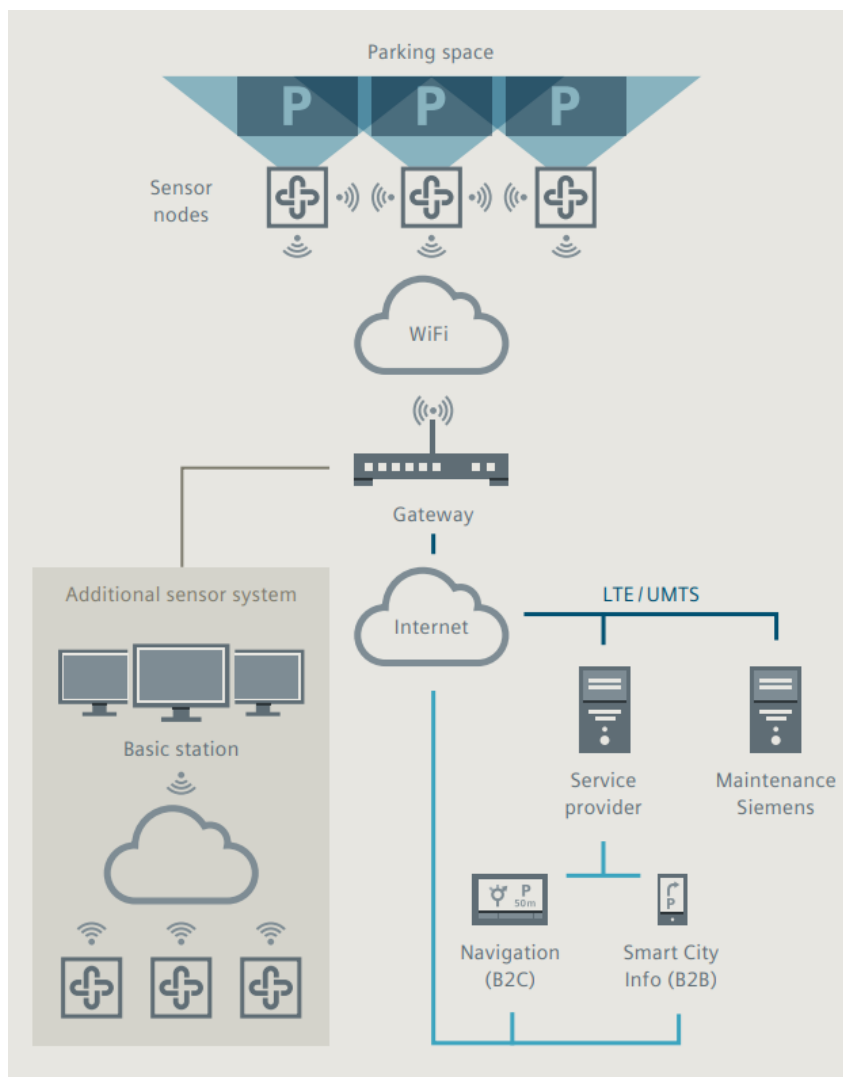 Parking space
P
P
P
Sensor
nodes
WiFi
Gateway
Additional sensor system
Internet
LTE / UMTS
Basic station
Service
provider
Maintenance
Siemens
P
50m
P
Navigation
(B2C)
Smart City
Info (B2B)